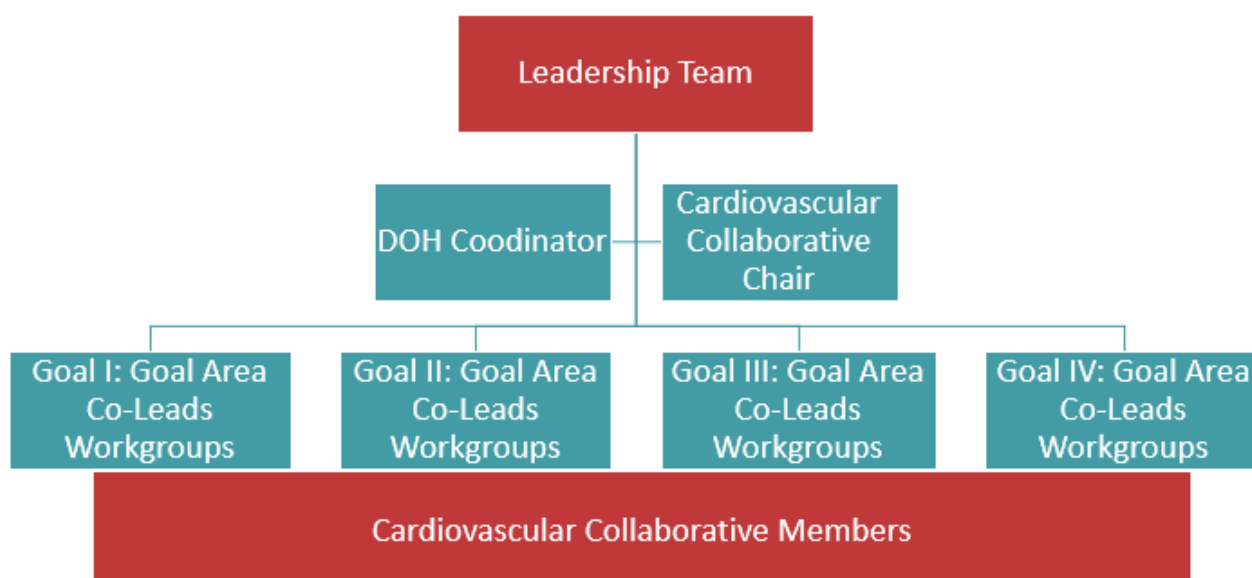 Leadership Team
DOH Coodinator
Cardiovascular
Collaborative
Chair
Goal I: Goal Area
Co-Leads
Workgroups
Goal II: Goal Area
Co-Leads
Workgroups
Goal III: Goal Area
Co-Leads
Workgroups
Goal IV: Goal Area
Co-Leads
Workgroups
Cardiovascular Collaborative Members